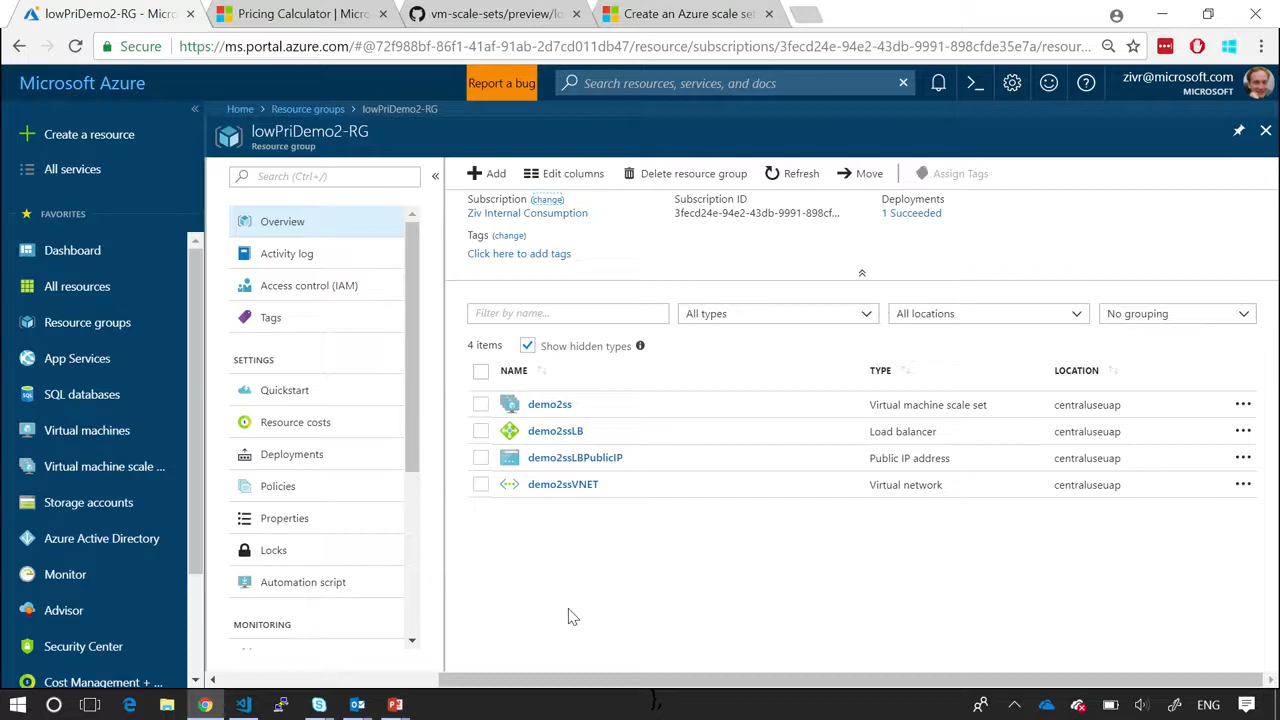 lowPriDemo2-RG - Micros
Pricing Calculator | Micros
vm-scale-sets/preview/lo
Create an Azure scale set
Secure
https://ms.portal.azure.com/#@72f988bf-86f1-41af-91ab-2d7cd011db47/resource/subscriptions/3fecd24e-94e2-43db-9991-898cfde35e7a/resour...
Microsoft Azure
Report a bug
Search resources, services, and docs
zivr@microsoft.com
MICROSOFT
Home
Resource groups
lowPriDemo2-RG
Create a resource
All services
FAVORITES
Dashboard
All resources
Resource groups
App Services
SQL databases
Virtual machines
Virtual machine scale ...
Storage accounts
Azure Active Directory
Monitor
Advisor
Security Center
Cost Management + ...
lowPriDemo2-RG
Resource group
Search (Ctrl+/)
Overview
Activity log
Access control (IAM)
Tags
SETTINGS
Quickstart
Resource costs
Deployments
Policies
Properties
Locks
Automation script
MONITORING
Add
Edit columns
Delete resource group
Refresh
Move
Assign Tags
Subscription (change)
Ziv Internal Consumption
Subscription ID
3fecd24e-94e2-43db-9991-898cf...
Deployments
1 Succeeded
Tags (change)
Click here to add tags
Filter by name...
All types
All locations
No grouping
4 items
Show hidden types
NAME TYPE LOCATION
demo2ss Virtual machine scale set centraluseuap
demo2ssLB Load balancer centraluseuap
demo2ssLBPublicIP Public IP address centraluseuap
demo2ssVNET Virtual network centraluseuap
ENG